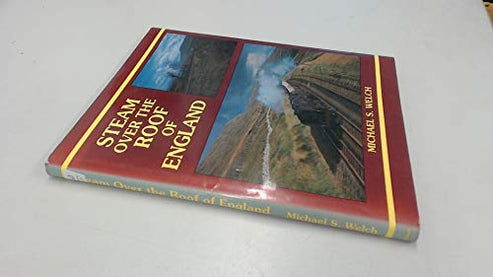 STEAM
OVER THE
ROOF
OF
ENGLAND
MICHAEL S. WELCH
Steam Over the Roof of England Michael S. Welch